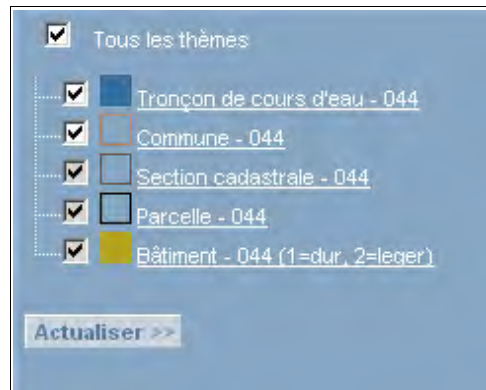 Tous les thèmes
Tronçon de cours d'eau - 044
Commune - 044
Section cadastrale - 044
Parcelle - 044
Bâtiment - 044 (1=dur, 2=leger)
Actualiser >>